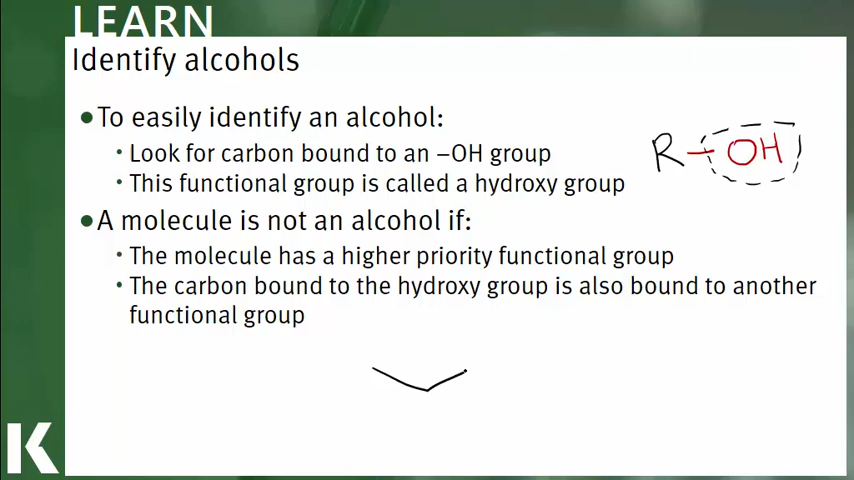 LEARN
Identify alcohols
•To easily identify an alcohol:
• Look for carbon bound to an –OH group
R–OH
• This functional group is called a hydroxy group
•A molecule is not an alcohol if:
• The molecule has a higher priority functional group
• The carbon bound to the hydroxy group is also bound to another
functional group
K